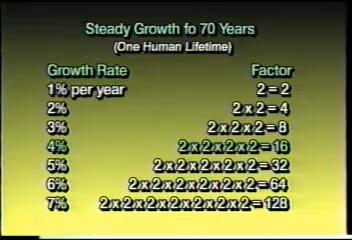 Steady Growth fo 70 Years
(One Human Lifetime)
Growth Rate Factor
1% per year 2 = 2
2% 2 x 2 = 4
3% 2 x 2 x 2 = 8
4% 2 x 2 x 2 x 2 = 16
5% 2 x 2 x 2 x 2 x 2 = 32
6% 2 x 2 x 2 x 2 x 2 x 2 = 64
7% 2 x 2 x 2 x 2 x 2 x 2 x 2 = 128